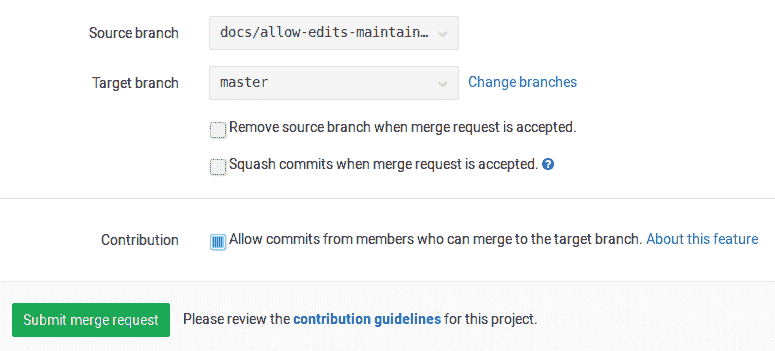 Source branch docs/allow-edits-maintain…
Target branch master Change branches
Remove source branch when merge request is accepted.
Squash commits when merge request is accepted. ?
Contribution Allow commits from members who can merge to the target branch. About this feature
Submit merge request Please review the contribution guidelines for this project.